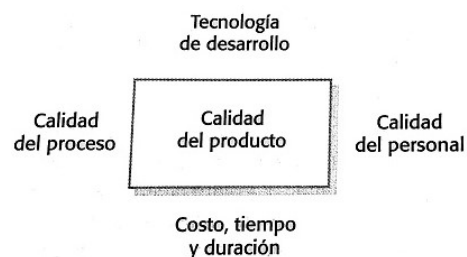 Tecnología
de desarrollo
Calidad
del proceso
Calidad
del producto
Calidad
del personal
Costo, tiempo
y duración